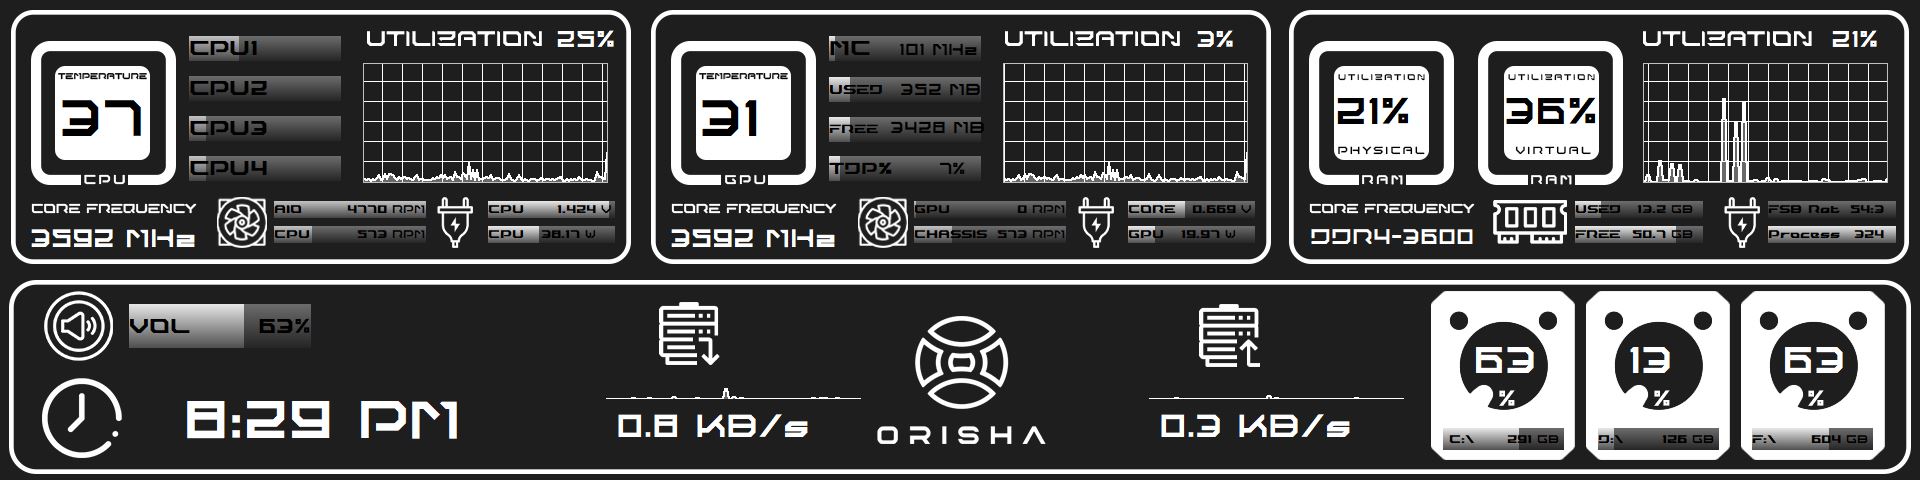 TEMPERATURE
37
CPU
CPU1
CPU2
CPU3
CPU4
UTILIZATION 25%
CORE FREQUENCY
3592 MHz
AIO 4770 RPM
CPU 573 RPM
CPU 1.424 V
CPU 38.17 W
TEMPERATURE
31
GPU
MC 101 MHz
USED 352 MB
FREE 3428 MB
TDP% 7%
UTILIZATION 3%
CORE FREQUENCY
3592 MHz
GPU 0 RPM
CHASSIS 573 RPM
CORE 0.669 V
GPU 19.97 W
UTILIZATION
21%
PHYSICAL
RAM
UTILIZATION
36%
VIRTUAL
RAM
UTLIZATION 21%
CORE FREQUENCY
DDR4-3600
USED 13.2 GB
FREE 50.7 GB
FSB Rat 54:3
Process 324
VOL 63%
8:29 PM
0.8 KB/s
ORISHA
0.3 KB/s
63
%
C:\ 291 GB
13
%
D:\ 126 GB
63
%
F:\ 604 GB